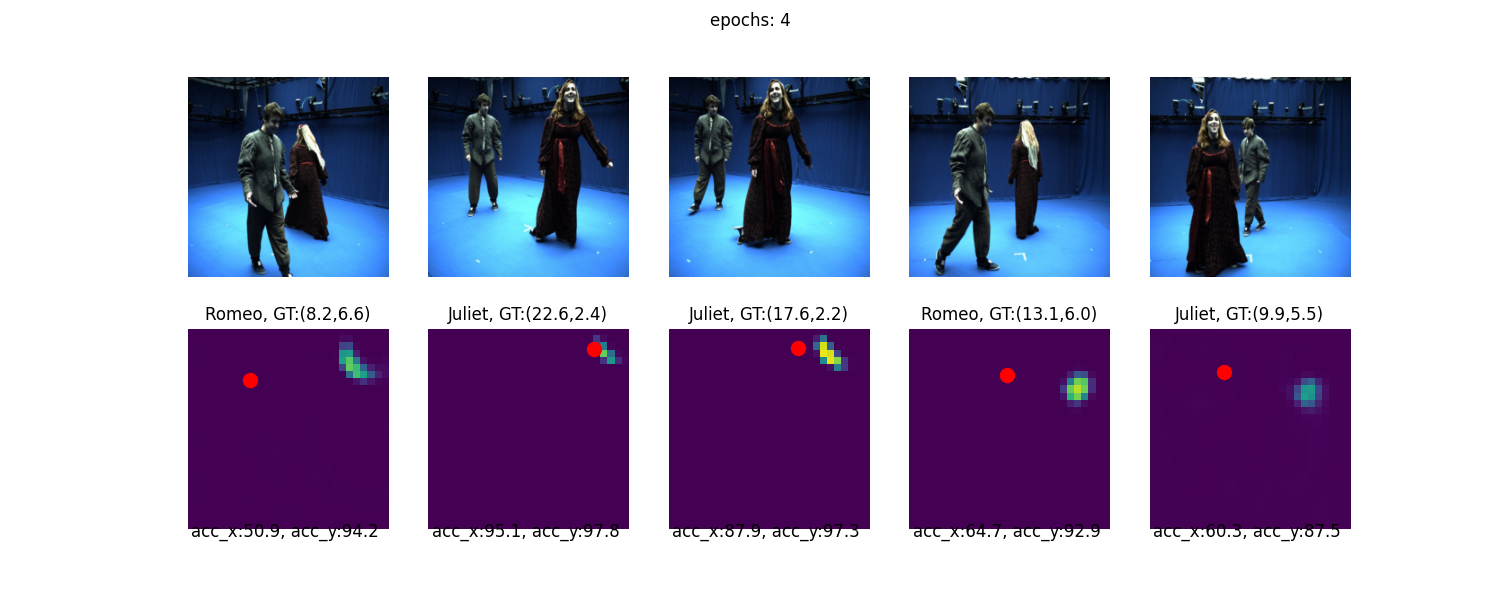 epochs: 4
Romeo, GT:(8.2,6.6)
Juliet, GT:(22.6,2.4)
Juliet, GT:(17.6,2.2)
Romeo, GT:(13.1,6.0)
Juliet, GT:(9.9,5.5)
acc_x:50.9, acc_y:94.2
acc_x:95.1, acc_y:97.8
acc_x:87.9, acc_y:97.3
acc_x:64.7, acc_y:92.9
acc_x:60.3, acc_y:87.5